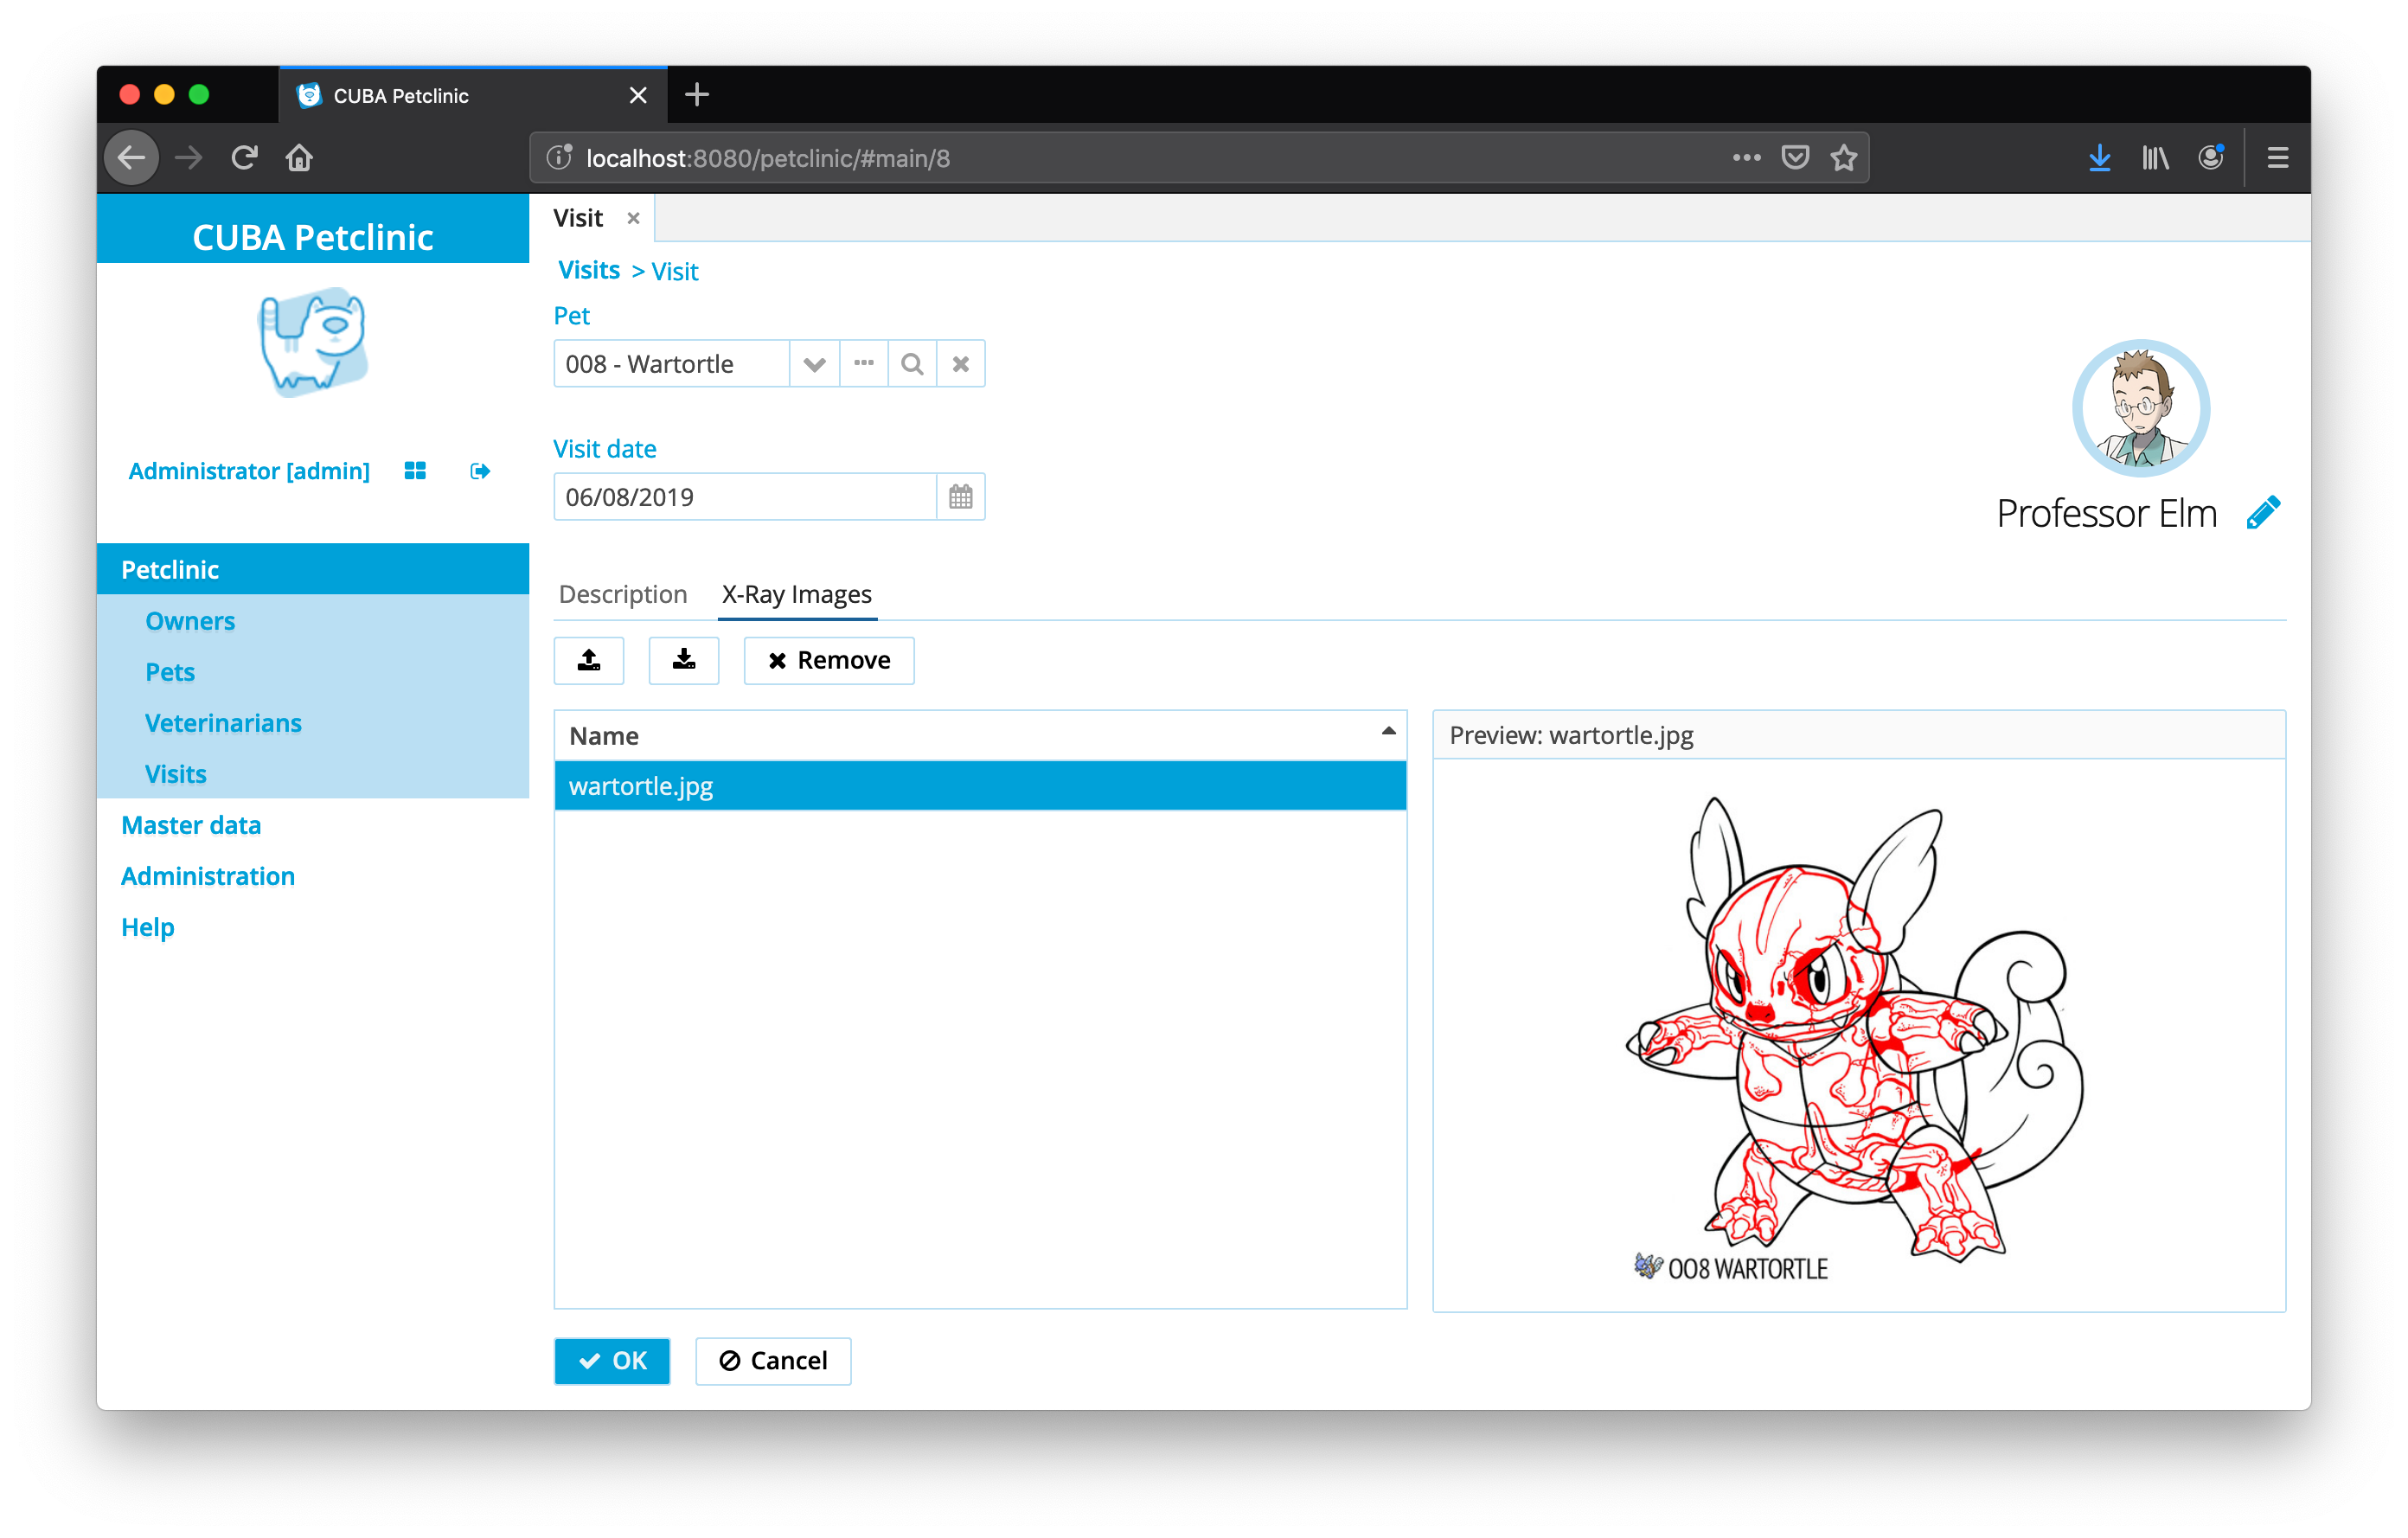 CUBA Petclinic
localhost:8080/petclinic/#main/8
CUBA Petclinic
Administrator [admin]
Petclinic
Owners
Pets
Veterinarians
Visits
Master data
Administration
Help
Visit
Visits > Visit
Pet
008 - Wartortle
Visit date
06/08/2019
Professor Elm
Description X-Ray Images
Remove
Name
wartortle.jpg
Preview: wartortle.jpg
008 WARTORTLE
OK Cancel